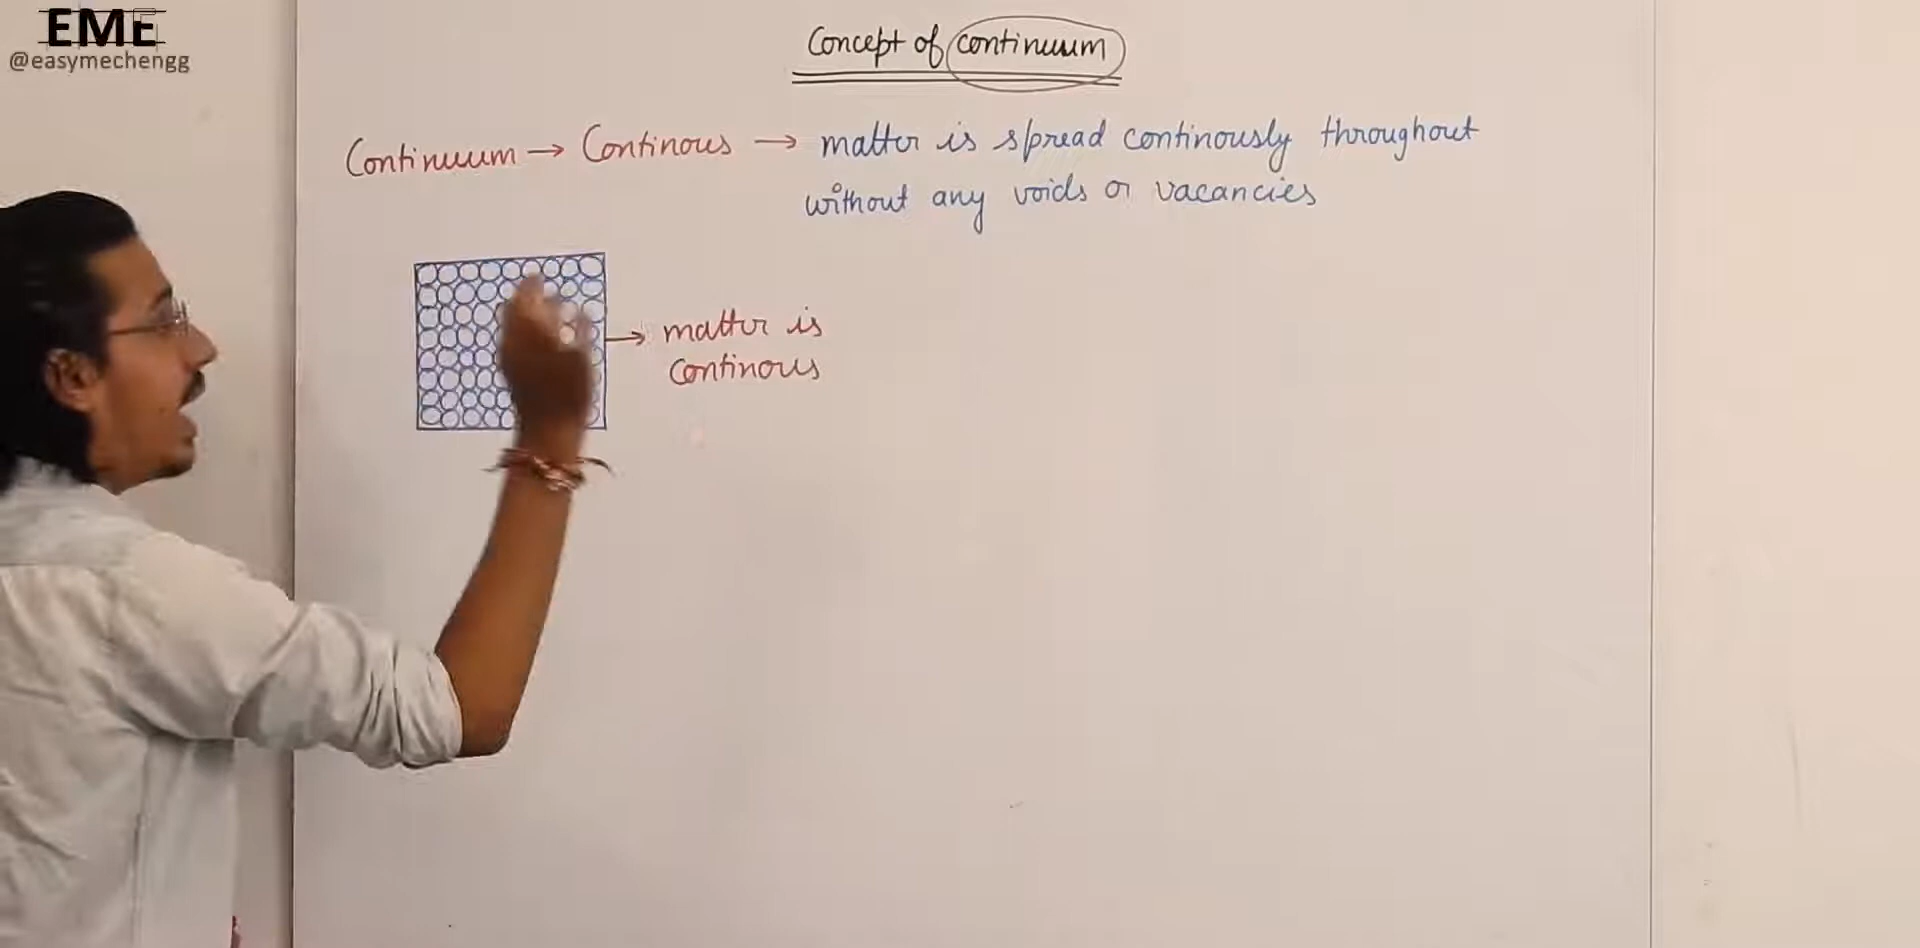 EME
@easymechengg
Concept of continuum
Continuum → Continous → matter is spread continously throughout
without any voids or vacancies
→ matter is
continous